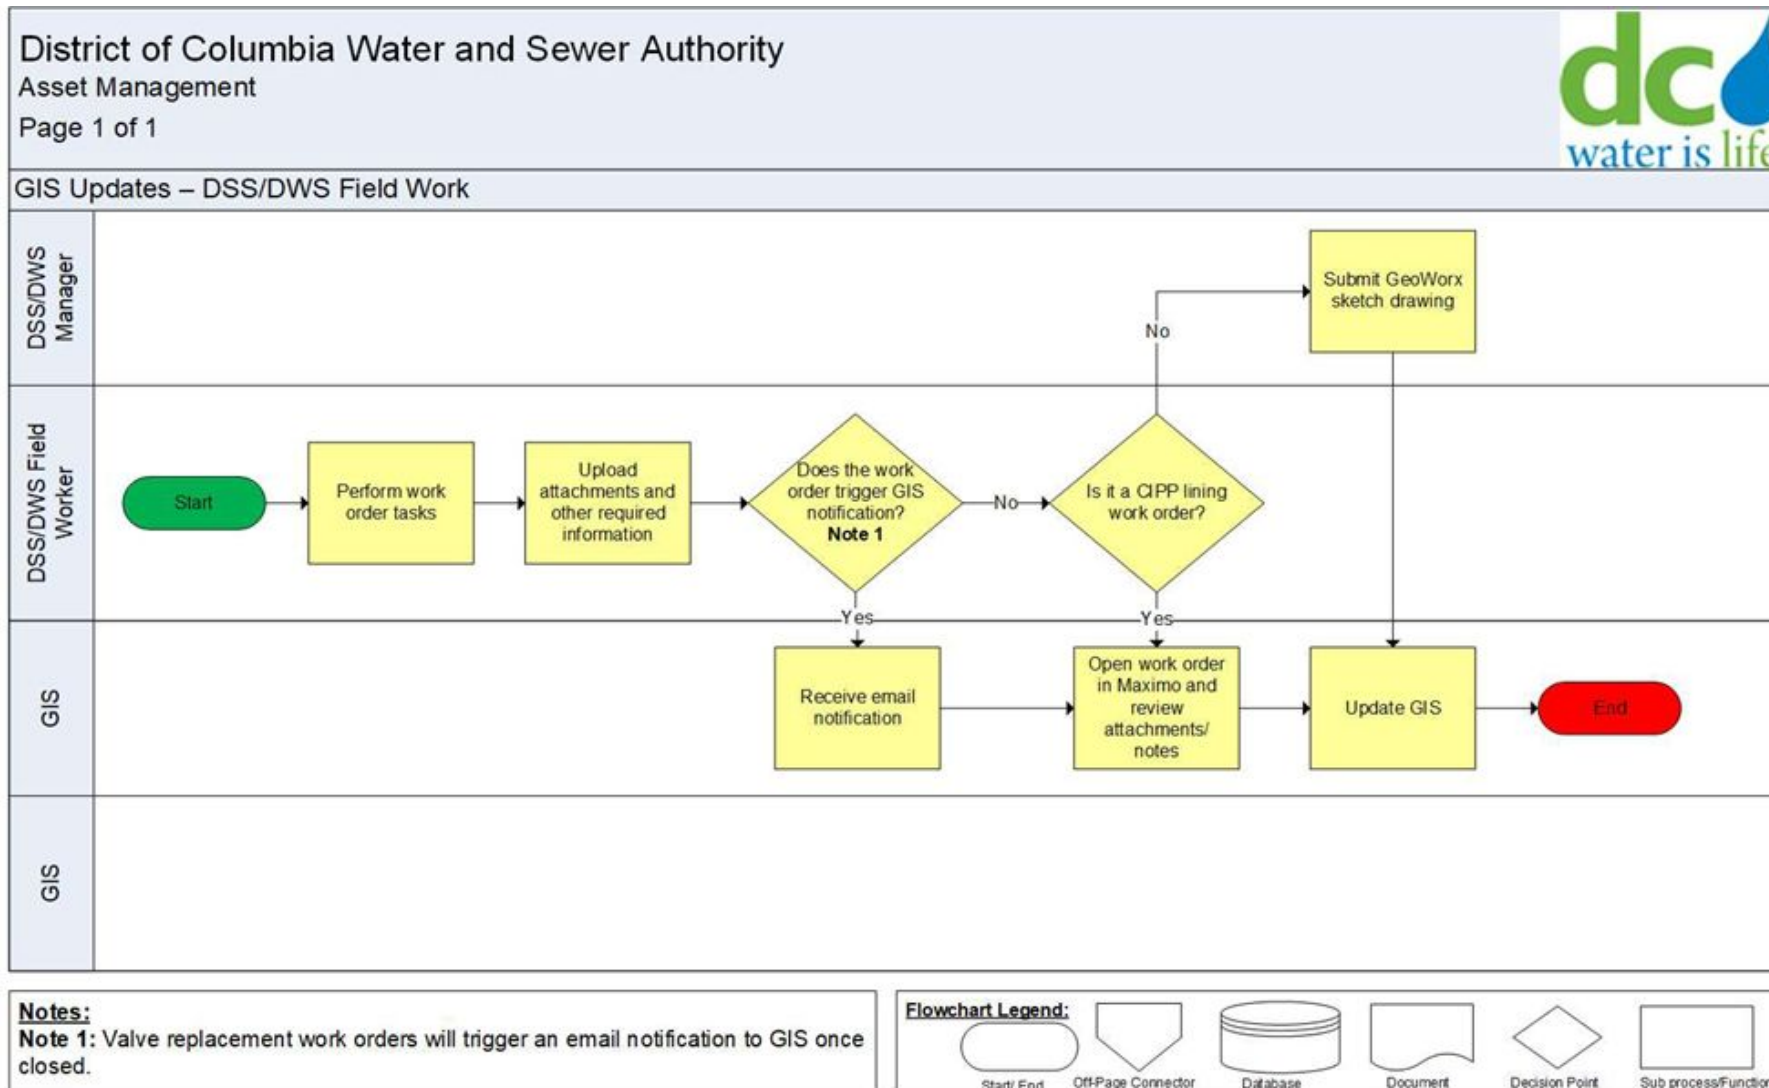 District of Columbia Water and Sewer Authority
Asset Management
Page 1 of 1
dc
water is life
GIS Updates – DSS/DWS Field Work
DSS/DWS
Manager
Submit GeoWorx
sketch drawing
No
DSS/DWS Field
Worker
Start
Perform work
order tasks
Upload
attachments and
other required
information
Does the work
order trigger GIS
notification?
Note 1
No
Is it a CIPP lining
work order?
Yes
Yes
GIS
Receive email
notification
Open work order
in Maximo and
review
attachments/
notes
Update GIS
End
GIS
Notes:
Note 1: Valve replacement work orders will trigger an email notification to GIS once
closed.
Flowchart Legend:
Start/ End
Off-Page Connector
Database
Document
Decision Point
Sub process/Function